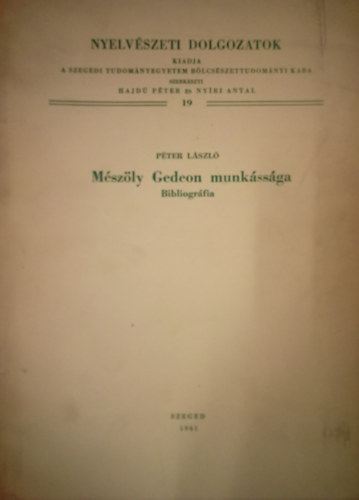 NYELVÉSZETI DOLGOZATOK
KIADJA
A SZEGEDI TUDOMÁNYEGYETEM BÖLCSÉSZETTUDOMÁNYI KARA
SZERKESZTI
HAJDÚ PÉTER és NYÍRI ANTAL
19
PÉTER LÁSZLÓ
Mészöly Gedeon munkássága
Bibliográfia
SZEGED